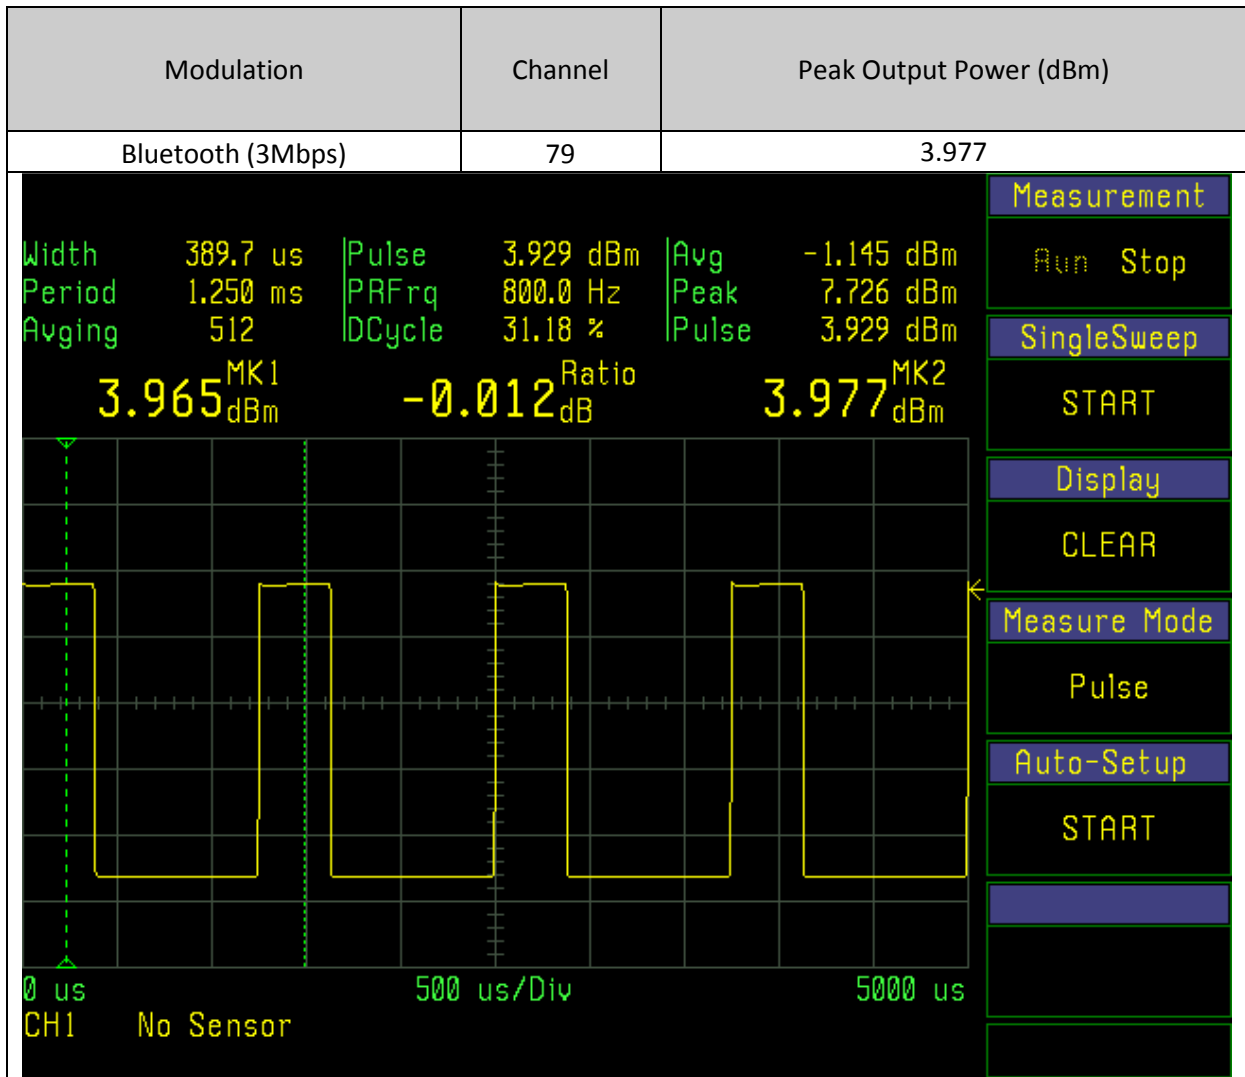 Modulation Channel Peak Output Power (dBm)
Bluetooth (3Mbps) 79 3.977
Measurement
Width 389.7 us Pulse 3.929 dBm Avg -1.145 dBm
Run Stop
Period 1.250 ms PRFrq 800.0 Hz Peak 7.726 dBm
Avging 512 DCycle 31.18 % Pulse 3.929 dBm
SingleSweep
3.965 dBm MK1 -0.012 dB Ratio 3.977 dBm MK2
START
Display
CLEAR
Measure Mode
Pulse
Auto-Setup
START
0 us 500 us/Div 5000 us
CH1 No Sensor